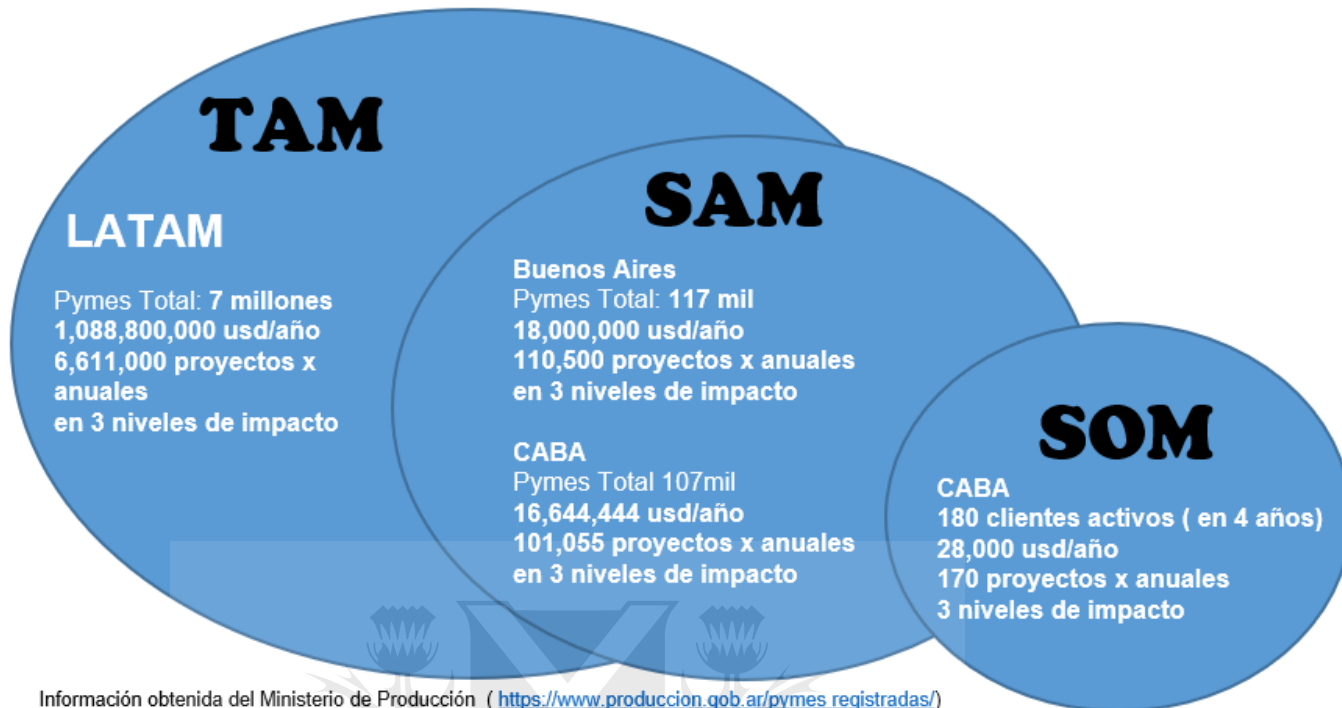 TAM
LATAM
Pymes Total: 7 millones
1,088,800,000 usd/año
6,611,000 proyectos x
anuales
en 3 niveles de impacto
SAM
Buenos Aires
Pymes Total: 117 mil
18,000,000 usd/año
110,500 proyectos x anuales
en 3 niveles de impacto
CABA
Pymes Total 107mil
16,644,444 usd/año
101,055 proyectos x anuales
en 3 niveles de impacto
SOM
CABA
180 clientes activos ( en 4 años)
28,000 usd/año
170 proyectos x anuales
3 niveles de impacto
Información obtenida del Ministerio de Producción ( https://www.produccion.gob.ar/pymes registradas/)